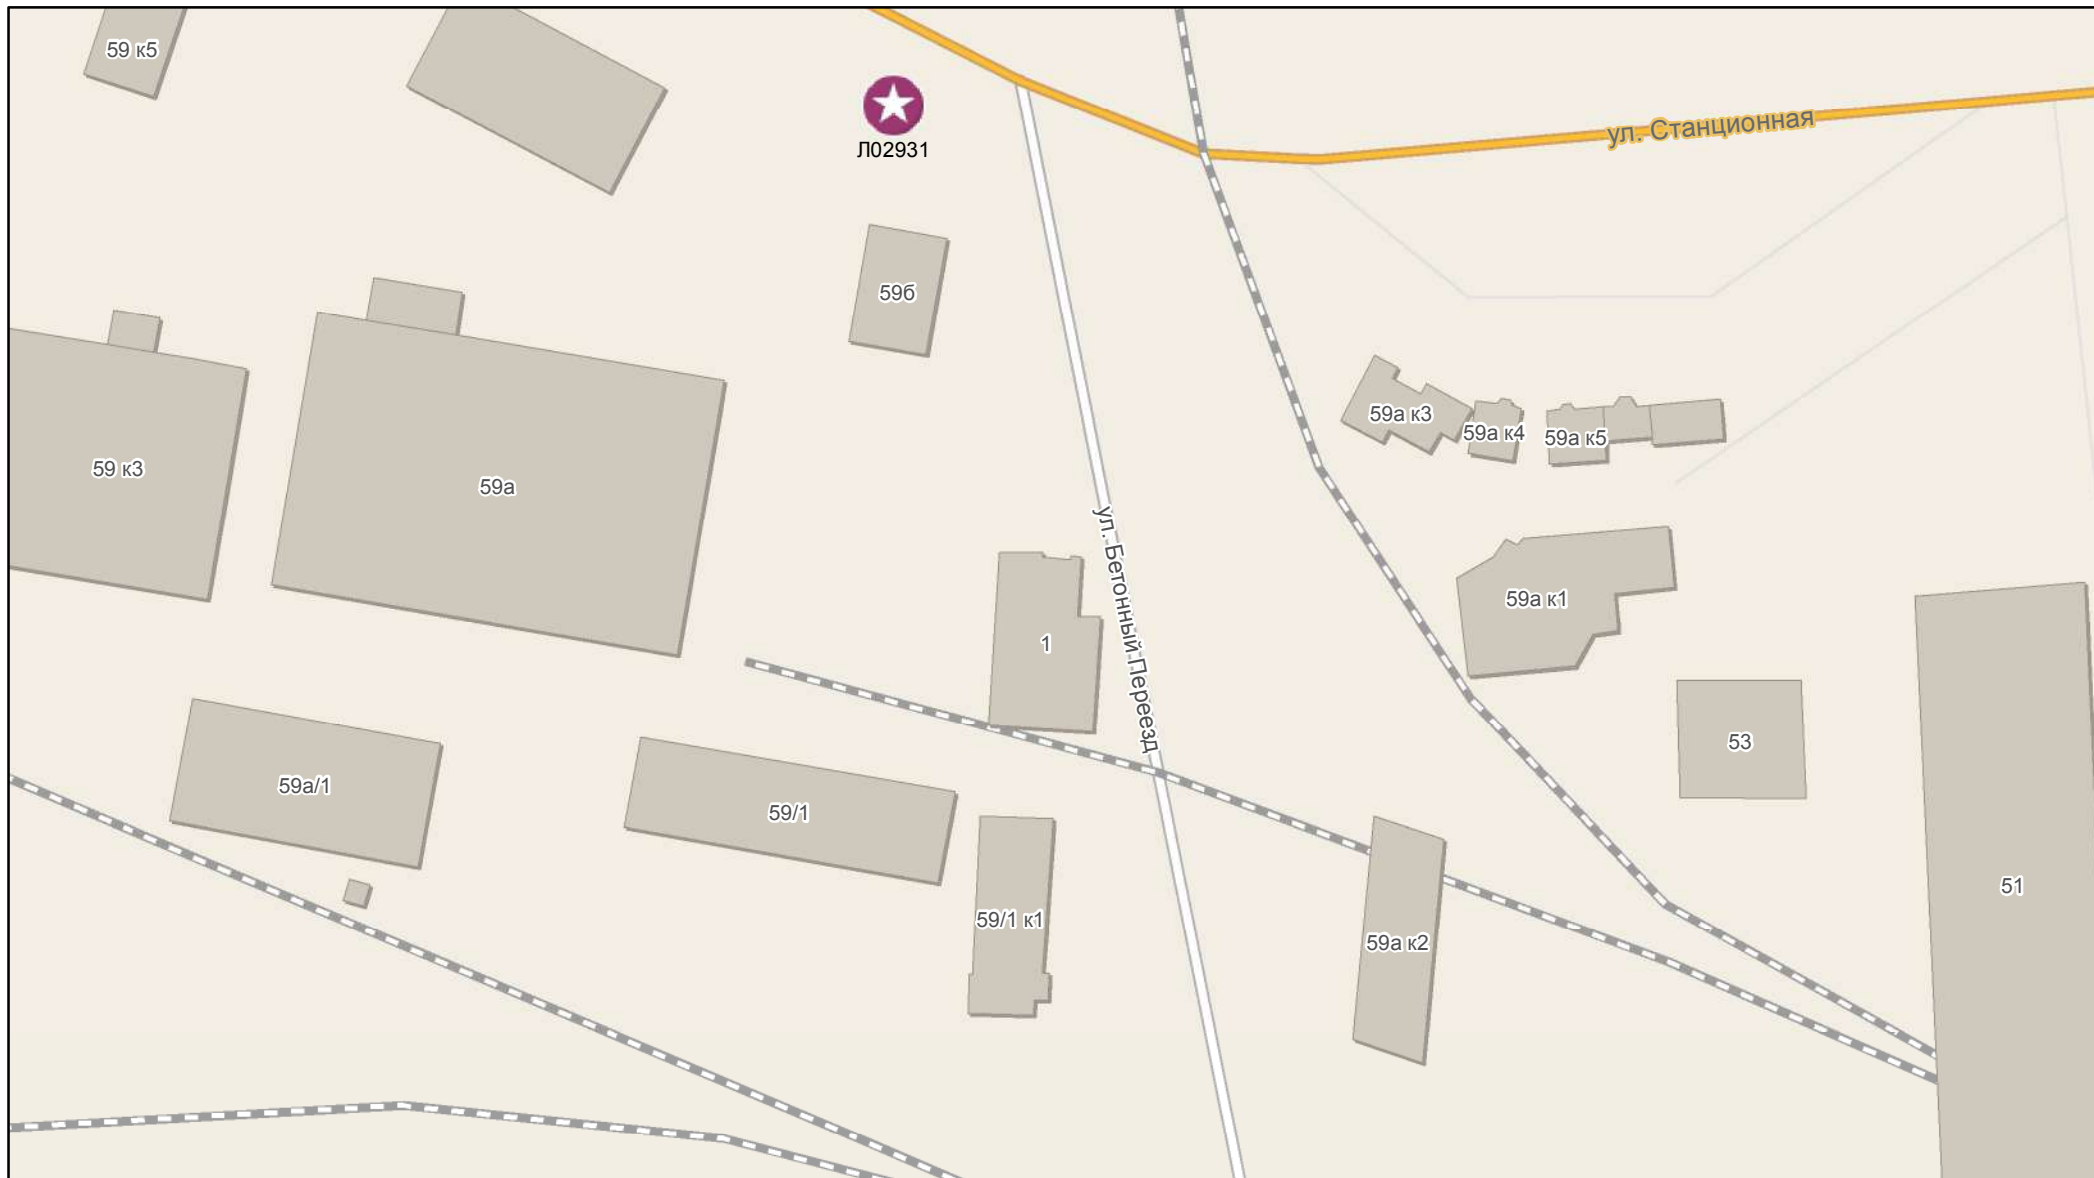 59 к5
Л02931
ул. Станционная
59б
59а к3
59а к4
59а к5
59 к3
59а
ул. Бетонный Переезд
59а к1
1
53
59а/1
59/1
51
59/1 к1
59а к2